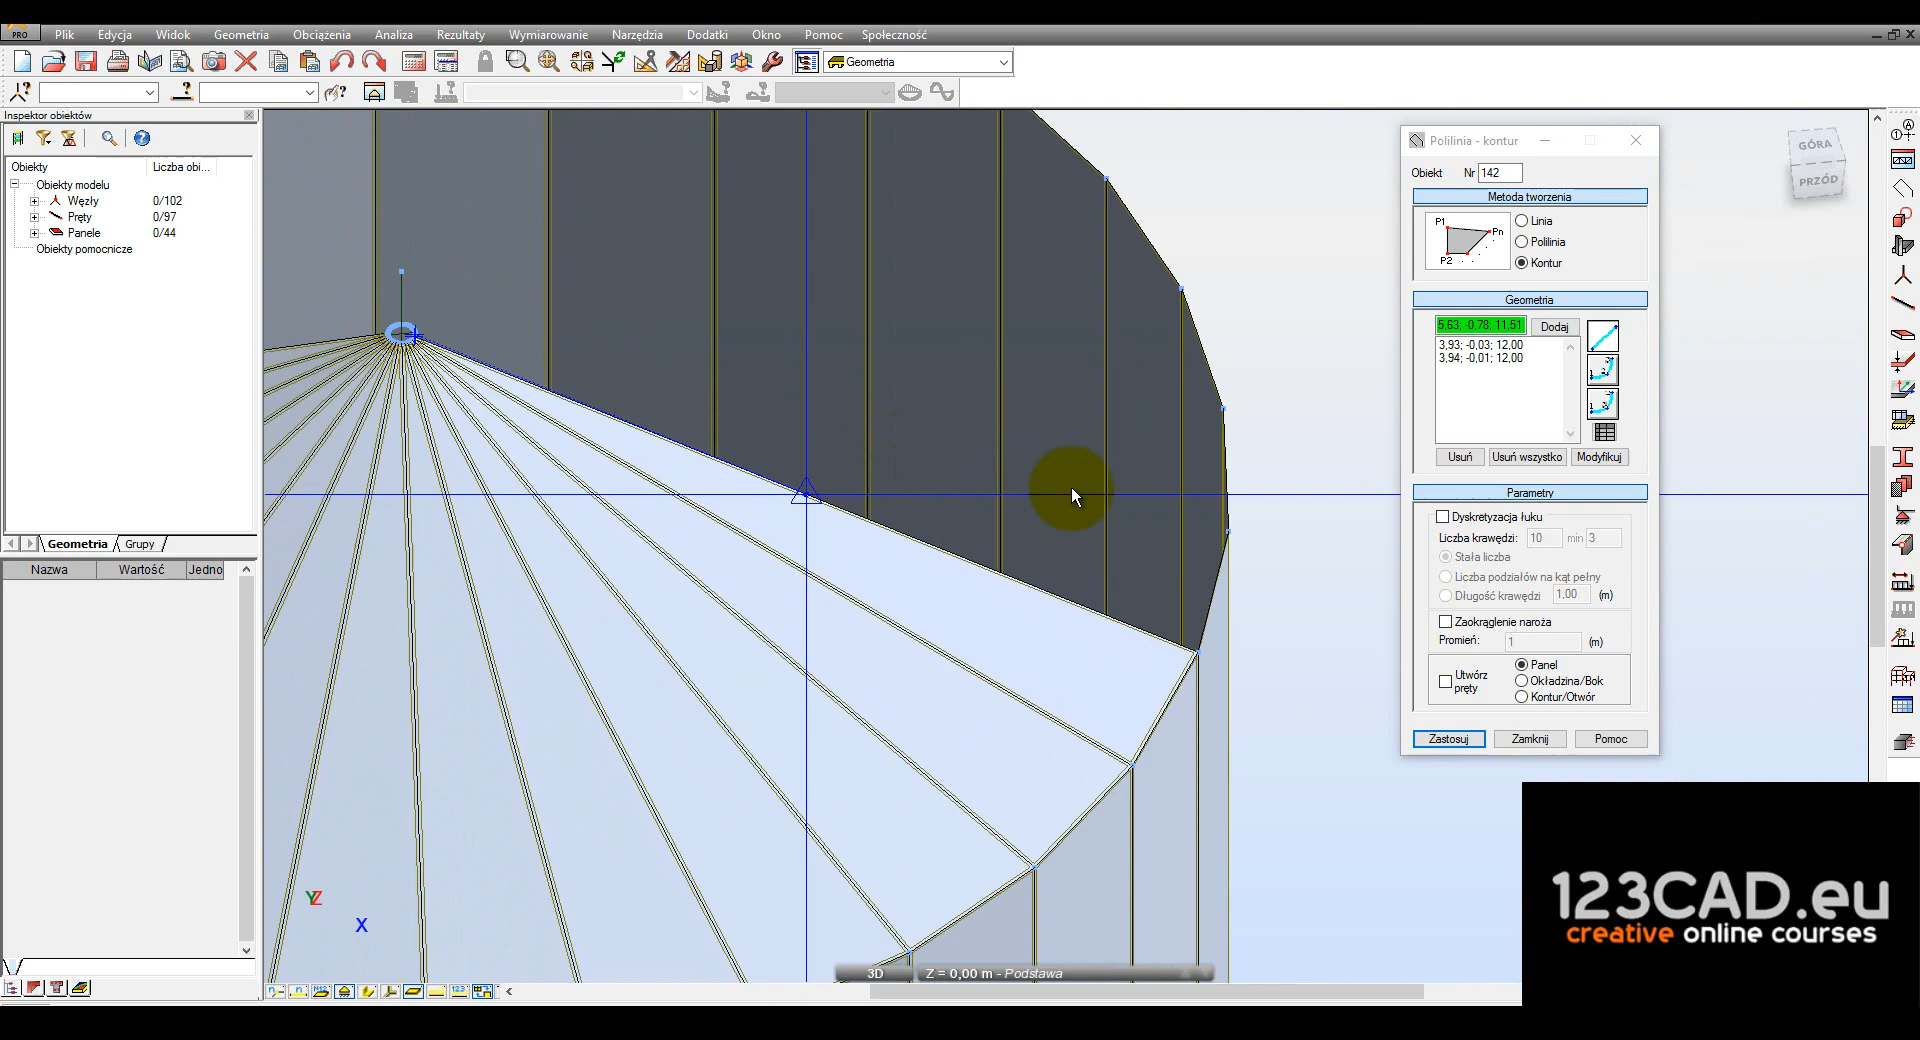 PRO
Plik Edycja Widok Geometria Obciążenia Analiza Rezultaty Wymiarowanie Narzędzia Dodatki Okno Pomoc Społeczność
Geometria
Inspektor obiektów
Obiekty Liczba obi...
Obiekty modelu
Węzły 0/102
Pręty 0/97
Panele 0/44
Obiekty pomocnicze
Geometria Grupy
Nazwa Wartość Jedno
GÓRA
PRZÓD
Polilinia - kontur
Obiekt Nr 142
Metoda tworzenia
P1
Pn
P2
Linia
Polilinia
Kontur
Geometria
5,63; -0,78; 11,51 Dodaj
3,93; -0,03; 12,00
3,94; -0,01; 12,00
Usuń Usuń wszystko Modyfikuj
Parametry
Dyskretyzacja łuku
Liczba krawędzi: 10 min 3
Stała liczba
Liczba podziałów na kąt pełny
Długość krawędzi 1,00 (m)
Zaokrąglenie naroża
Promień: 1 (m)
Utwórz pręty
Panel
Okładzina/Bok
Kontur/Otwór
Zastosuj Zamknij Pomoc
YZ
X
3D Z = 0,00 m - Podstawa
123CAD.eu
creative online courses